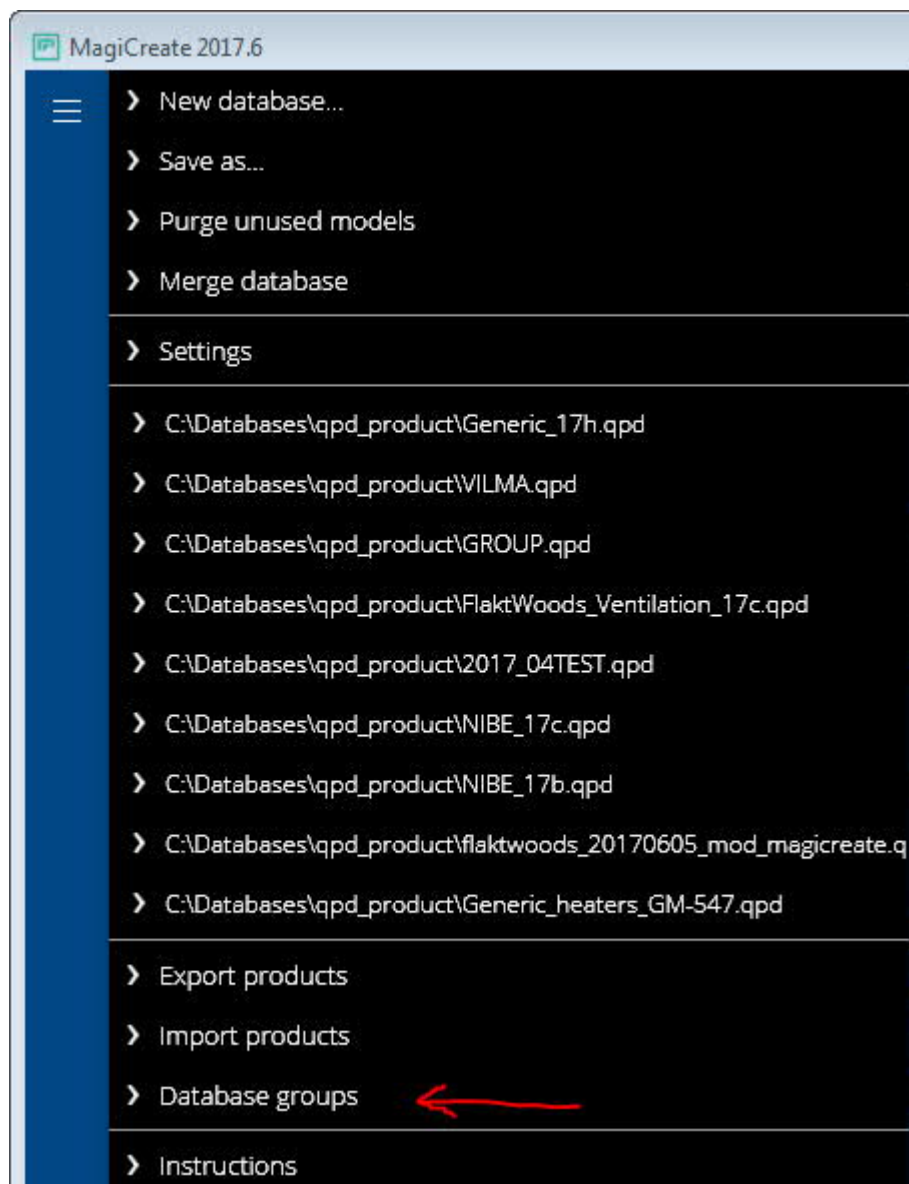 MagiCreate 2017.6
New database...
Save as...
Purge unused models
Merge database
Settings
C:\Databases\qpd_product\Generic_17h.qpd
C:\Databases\qpd_product\VILMA.qpd
C:\Databases\qpd_product\GROUP.qpd
C:\Databases\qpd_product\FlaktWoods_Ventilation_17c.qpd
C:\Databases\qpd_product\2017_04TEST.qpd
C:\Databases\qpd_product\NIBE_17c.qpd
C:\Databases\qpd_product\NIBE_17b.qpd
C:\Databases\qpd_product\flaktwoods_20170605_mod_magicreate.q
C:\Databases\qpd_product\Generic_heaters_GM-547.qpd
Export products
Import products
Database groups
Instructions